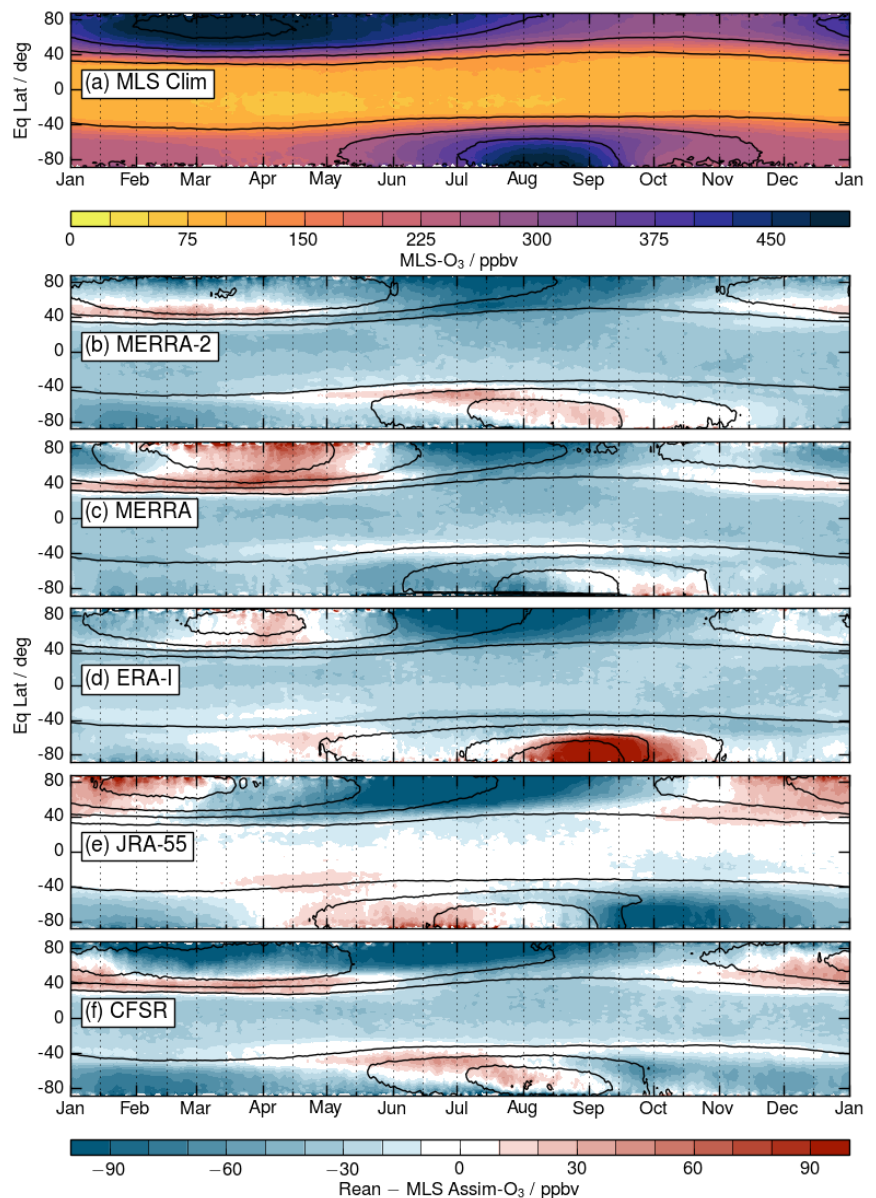 80
40
0
-40
-80
Eq Lat / deg
(a) MLS Clim
Jan Feb Mar Apr May Jun Jul Aug Sep Oct Nov Dec Jan
0 75 150 225 300 375 450
MLS-O₃ / ppbv
80
40
0
-40
-80
(b) MERRA-2
80
40
0
-40
-80
(c) MERRA
80
40
0
-40
-80
Eq Lat / deg
(d) ERA-I
80
40
0
-40
-80
(e) JRA-55
80
40
0
-40
-80
(f) CFSR
Jan Feb Mar Apr May Jun Jul Aug Sep Oct Nov Dec Jan
−90 −60 −30 0 30 60 90
Rean − MLS Assim-O₃ / ppbv